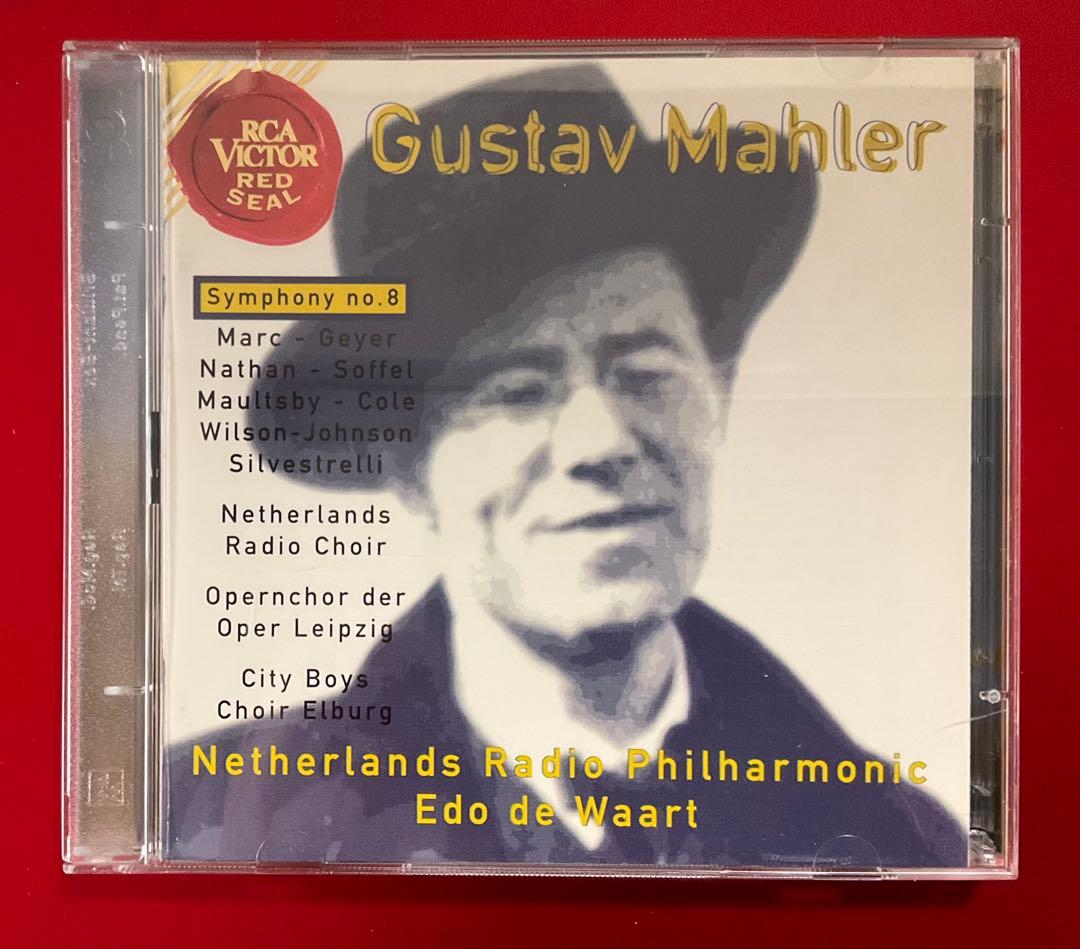 RCA
VICTOR
RED
SEAL
Gustav Mahler
Symphony no.8
Marc - Geyer
Nathan - Soffel
Maultsby - Cole
Wilson-Johnson
Silvestrelli
Netherlands
Radio Choir
Opernchor der
Oper Leipzig
City Boys
Choir Elburg
Netherlands Radio Philharmonic
Edo de Waart